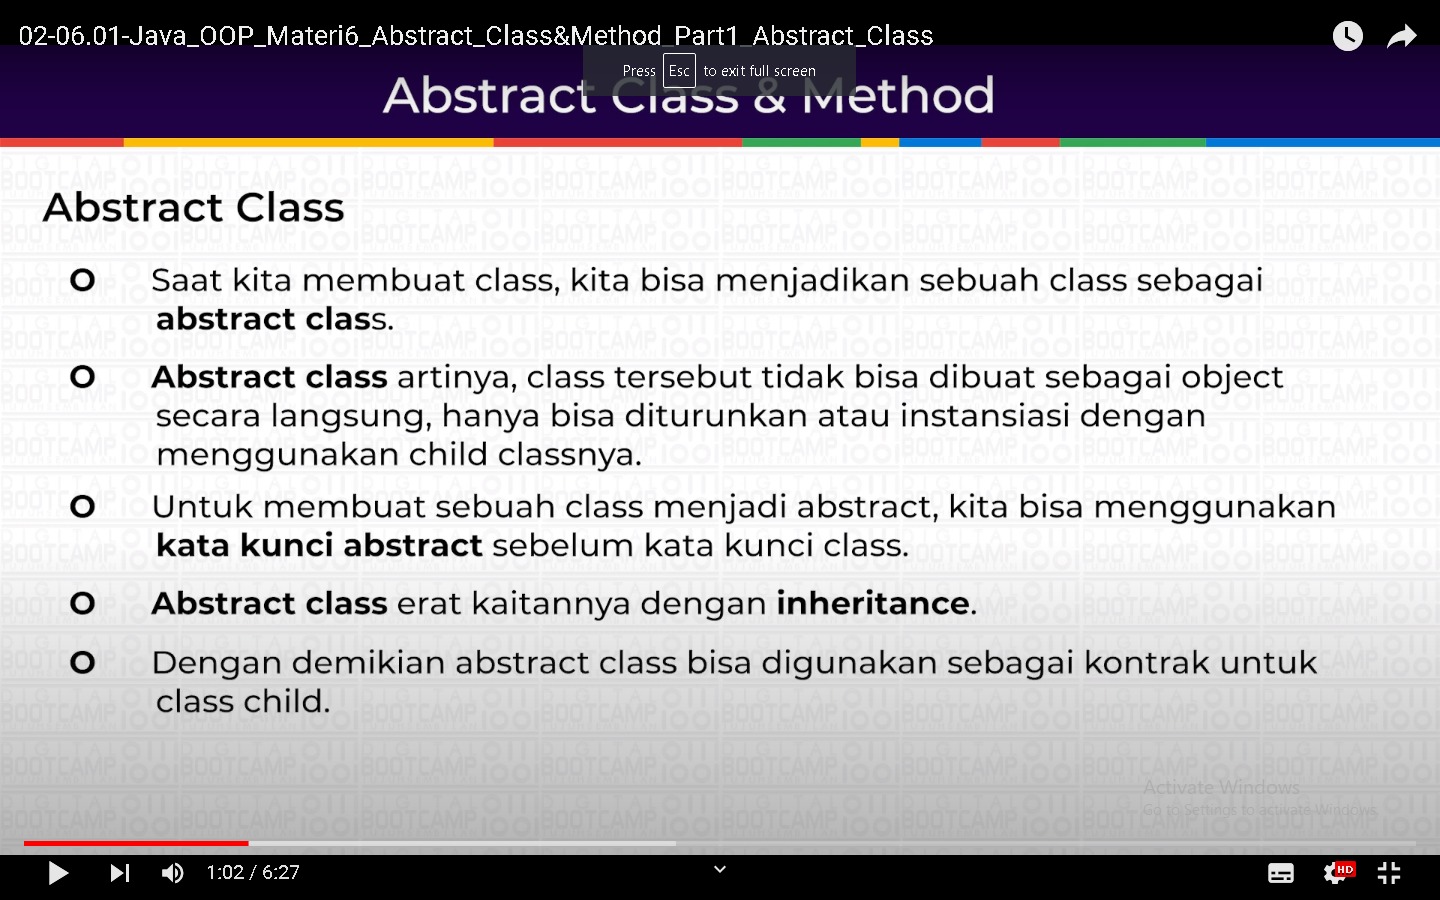 02-06.01-Java_OOP_Materi6_Abstract_Class&Method_Part1_Abstract_Class
Press Esc to exit full screen
Abstract Class & Method
Abstract Class
O Saat kita membuat class, kita bisa menjadikan sebuah class sebagai
abstract class.
O Abstract class artinya, class tersebut tidak bisa dibuat sebagai object
secara langsung, hanya bisa diturunkan atau instansiasi dengan
menggunakan child classnya.
O Untuk membuat sebuah class menjadi abstract, kita bisa menggunakan
kata kunci abstract sebelum kata kunci class.
O Abstract class erat kaitannya dengan inheritance.
O Dengan demikian abstract class bisa digunakan sebagai kontrak untuk
class child.
Activate Windows
Go to Settings to activate Windows.
1:02 / 6:27
HD